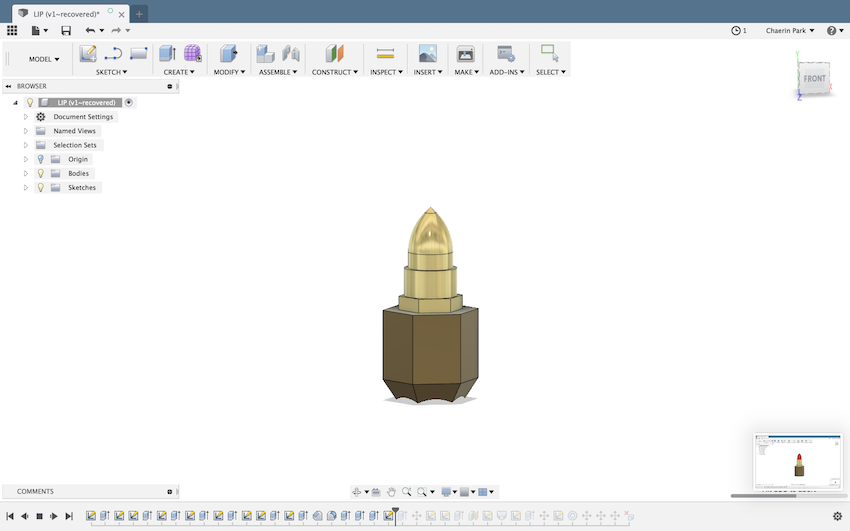 LIP (v1~recovered)*
1
Chaerin Park
MODEL
SKETCH
CREATE
MODIFY
ASSEMBLE
CONSTRUCT
INSPECT
INSERT
MAKE
ADD-INS
SELECT
Y
FRONT
X
Z
BROWSER
LIP (v1~recovered)
Document Settings
Named Views
Selection Sets
Origin
Bodies
Sketches
COMMENTS